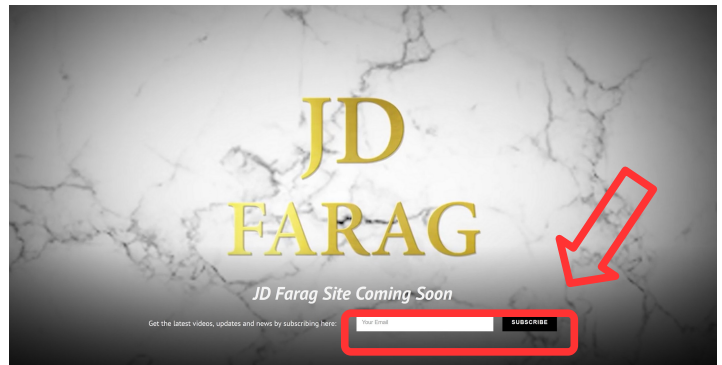 JD
FARAG
JD Farag Site Coming Soon
Get the latest videos, updates and news by subscribing here: Your Email SUBSCRIBE